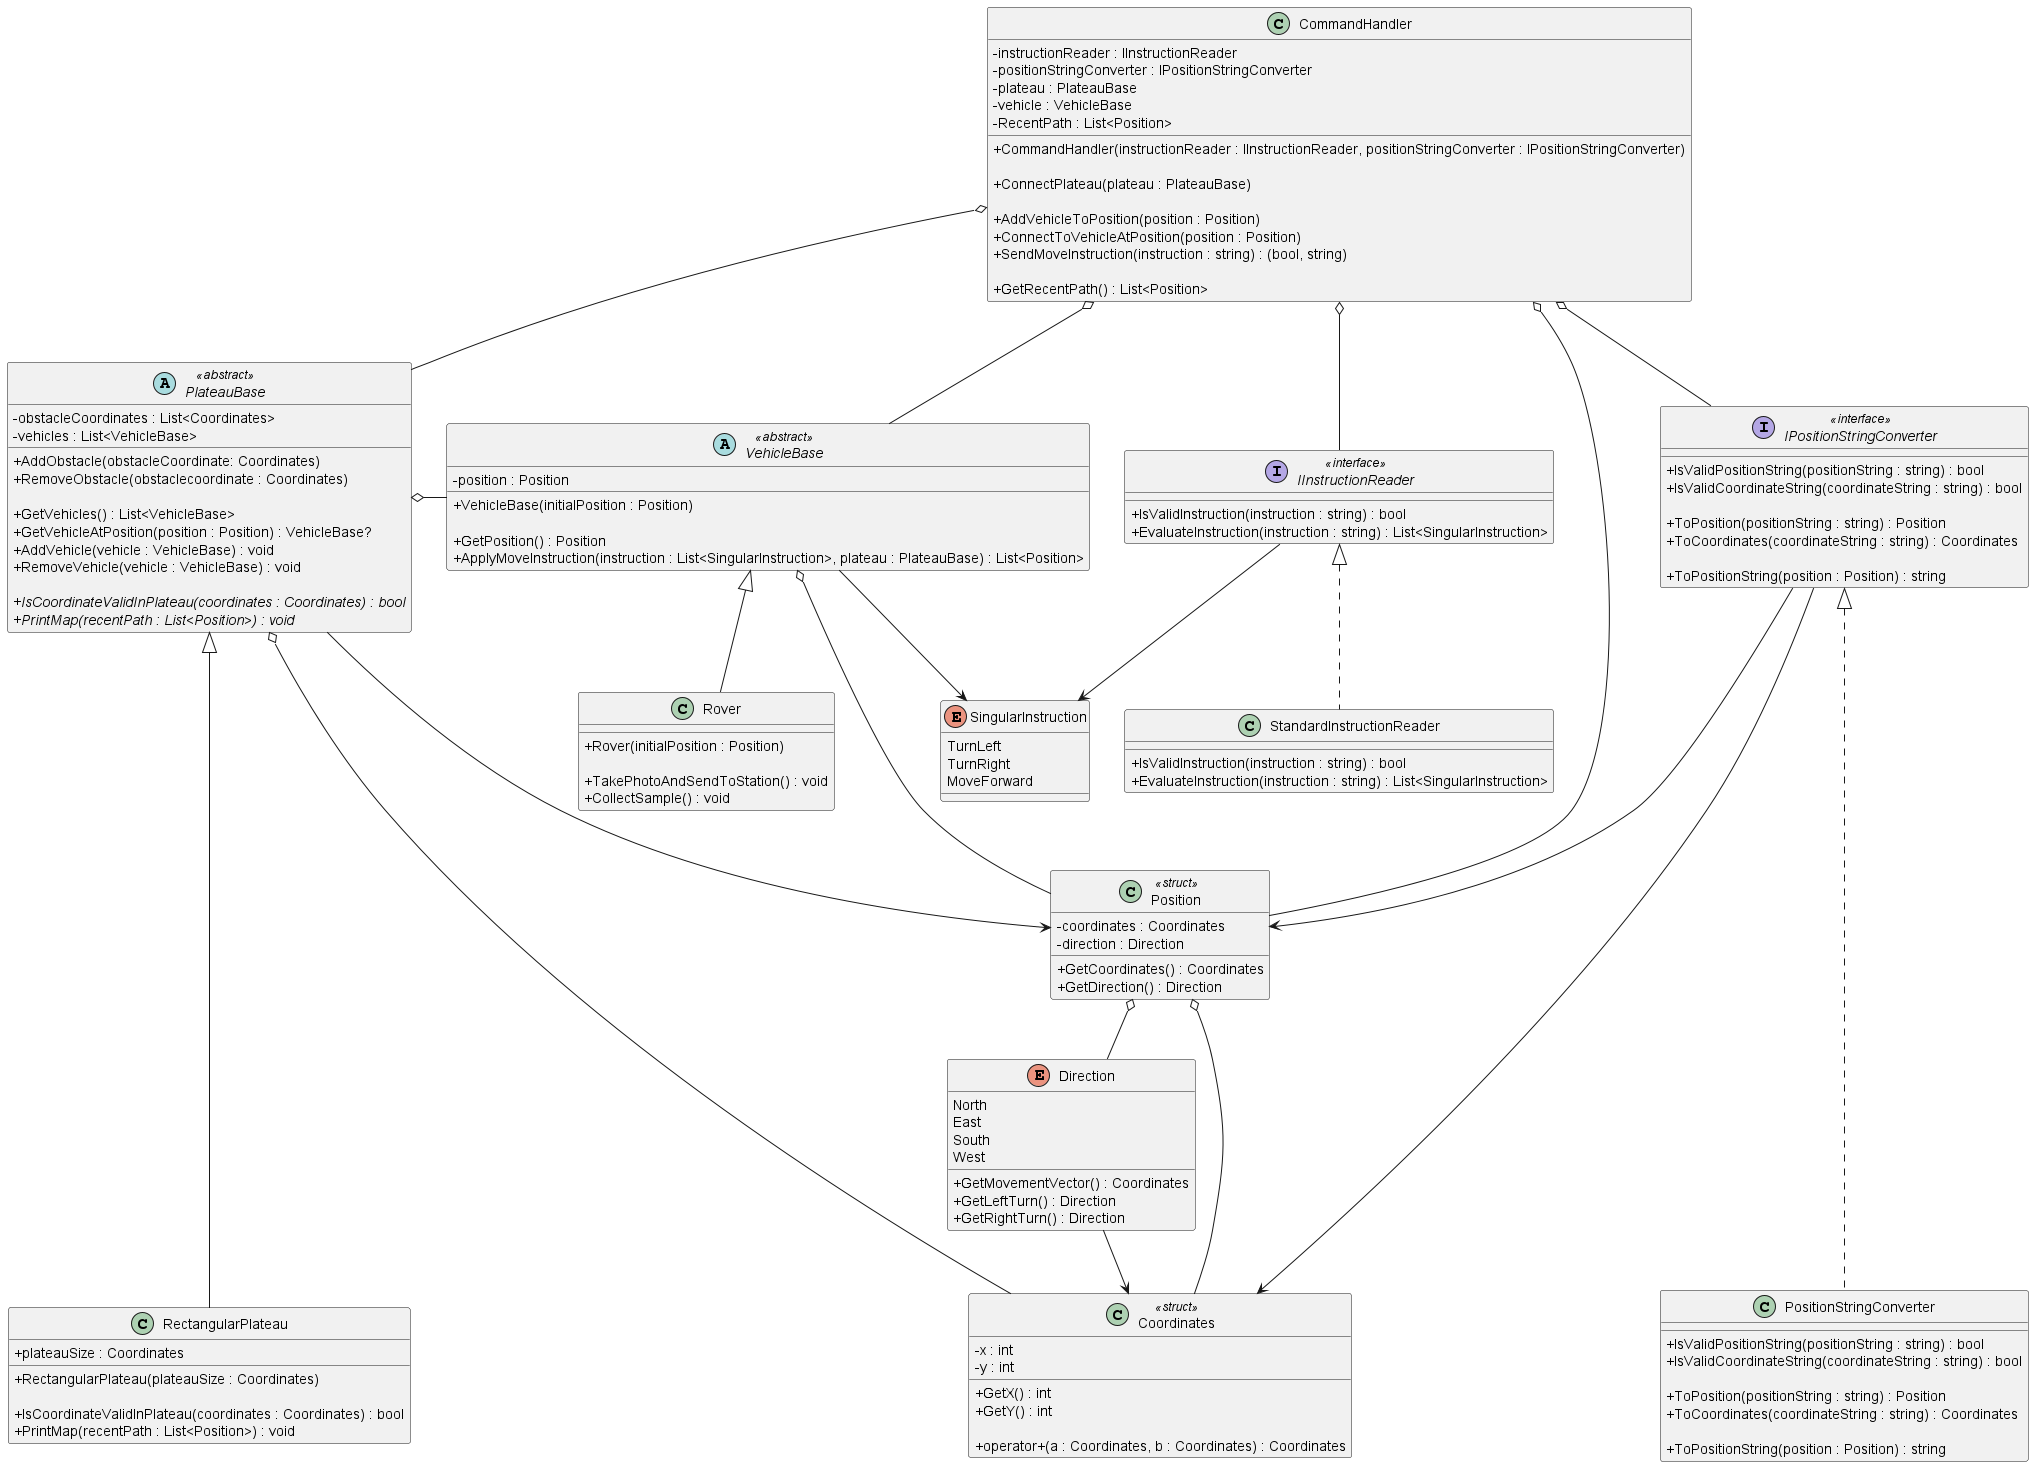 C CommandHandler
-instructionReader : IInstructionReader
-positionStringConverter : IPositionStringConverter
-plateau : PlateauBase
-vehicle : VehicleBase
-RecentPath : List<Position>
+CommandHandler(instructionReader : IInstructionReader, positionStringConverter : IPositionStringConverter)
+ConnectPlateau(plateau : PlateauBase)
+AddVehicleToPosition(position : Position)
+ConnectToVehicleAtPosition(position : Position)
+SendMoveInstruction(instruction : string) : (bool, string)
+GetRecentPath() : List<Position>
A «abstract»
PlateauBase
-obstacleCoordinates : List<Coordinates>
-vehicles : List<VehicleBase>
+AddObstacle(obstacleCoordinate: Coordinates)
+RemoveObstacle(obstaclecoordinate : Coordinates)
+GetVehicles() : List<VehicleBase>
+GetVehicleAtPosition(position : Position) : VehicleBase?
+AddVehicle(vehicle : VehicleBase) : void
+RemoveVehicle(vehicle : VehicleBase) : void
+IsCoordinateValidInPlateau(coordinates : Coordinates) : bool
+PrintMap(recentPath : List<Position>) : void
A «abstract»
VehicleBase
-position : Position
+VehicleBase(initialPosition : Position)
+GetPosition() : Position
+ApplyMoveInstruction(instruction : List<SingularInstruction>, plateau : PlateauBase) : List<Position>
I «interface»
IInstructionReader
+IsValidInstruction(instruction : string) : bool
+EvaluateInstruction(instruction : string) : List<SingularInstruction>
I «interface»
IPositionStringConverter
+IsValidPositionString(positionString : string) : bool
+IsValidCoordinateString(coordinateString : string) : bool
+ToPosition(positionString : string) : Position
+ToCoordinates(coordinateString : string) : Coordinates
+ToPositionString(position : Position) : string
C Rover
+Rover(initialPosition : Position)
+TakePhotoAndSendToStation() : void
+CollectSample() : void
E SingularInstruction
TurnLeft
TurnRight
MoveForward
C StandardInstructionReader
+IsValidInstruction(instruction : string) : bool
+EvaluateInstruction(instruction : string) : List<SingularInstruction>
C «struct»
Position
-coordinates : Coordinates
-direction : Direction
+GetCoordinates() : Coordinates
+GetDirection() : Direction
E Direction
North
East
South
West
+GetMovementVector() : Coordinates
+GetLeftTurn() : Direction
+GetRightTurn() : Direction
C RectangularPlateau
+plateauSize : Coordinates
+RectangularPlateau(plateauSize : Coordinates)
+IsCoordinateValidInPlateau(coordinates : Coordinates) : bool
+PrintMap(recentPath : List<Position>) : void
C «struct»
Coordinates
-x : int
-y : int
+GetX() : int
+GetY() : int
+operator+(a : Coordinates, b : Coordinates) : Coordinates
C PositionStringConverter
+IsValidPositionString(positionString : string) : bool
+IsValidCoordinateString(coordinateString : string) : bool
+ToPosition(positionString : string) : Position
+ToCoordinates(coordinateString : string) : Coordinates
+ToPositionString(position : Position) : string